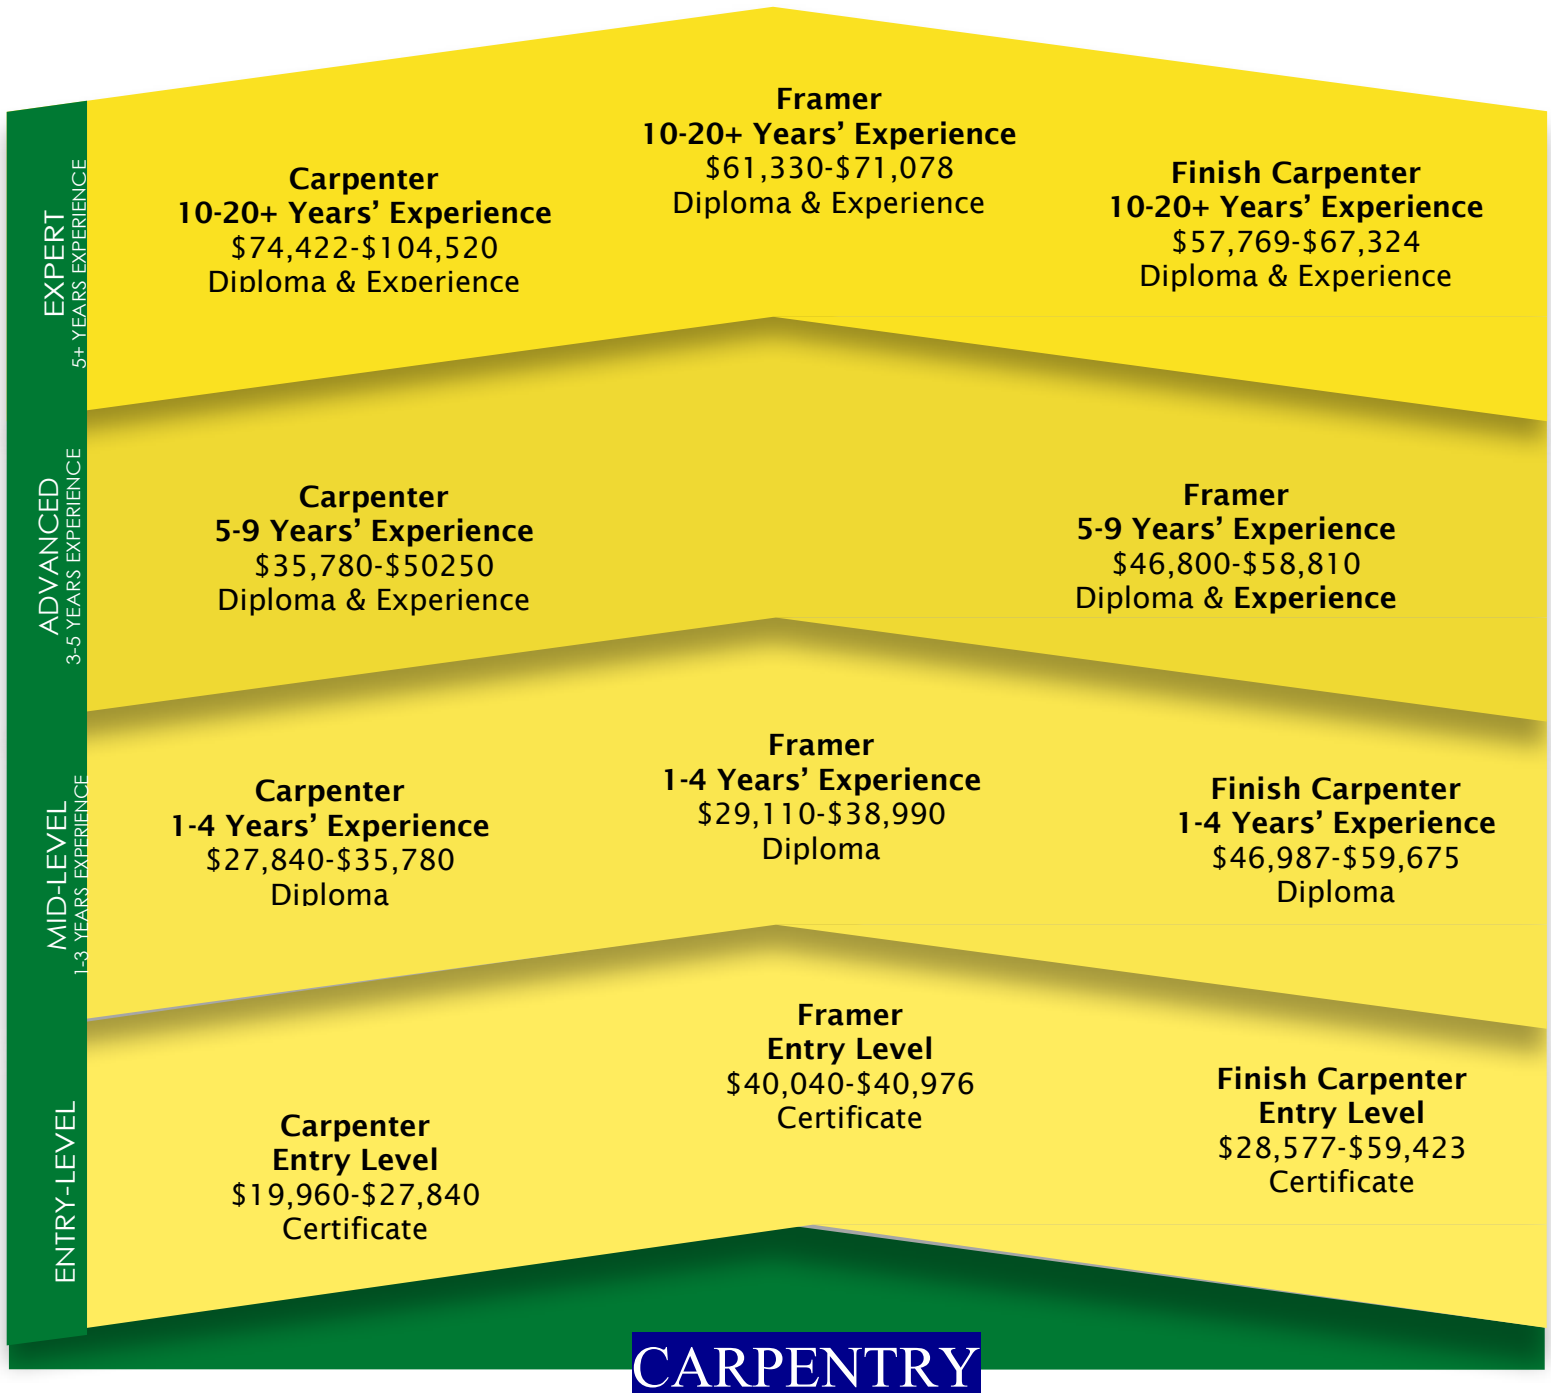 EXPERT
5+ YEARS EXPERIENCE
Carpenter
10-20+ Years’ Experience
$74,422-$104,520
Diploma & Experience
Framer
10-20+ Years’ Experience
$61,330-$71,078
Diploma & Experience
Finish Carpenter
10-20+ Years’ Experience
$57,769-$67,324
Diploma & Experience
ADVANCED
3-5 YEARS EXPERIENCE
Carpenter
5-9 Years’ Experience
$35,780-$50250
Diploma & Experience
Framer
5-9 Years’ Experience
$46,800-$58,810
Diploma & Experience
MID-LEVEL
1-3 YEARS EXPERIENCE
Carpenter
1-4 Years’ Experience
$27,840-$35,780
Diploma
Framer
1-4 Years’ Experience
$29,110-$38,990
Diploma
Finish Carpenter
1-4 Years’ Experience
$46,987-$59,675
Diploma
ENTRY-LEVEL
Carpenter
Entry Level
$19,960-$27,840
Certificate
Framer
Entry Level
$40,040-$40,976
Certificate
Finish Carpenter
Entry Level
$28,577-$59,423
Certificate
CARPENTRY